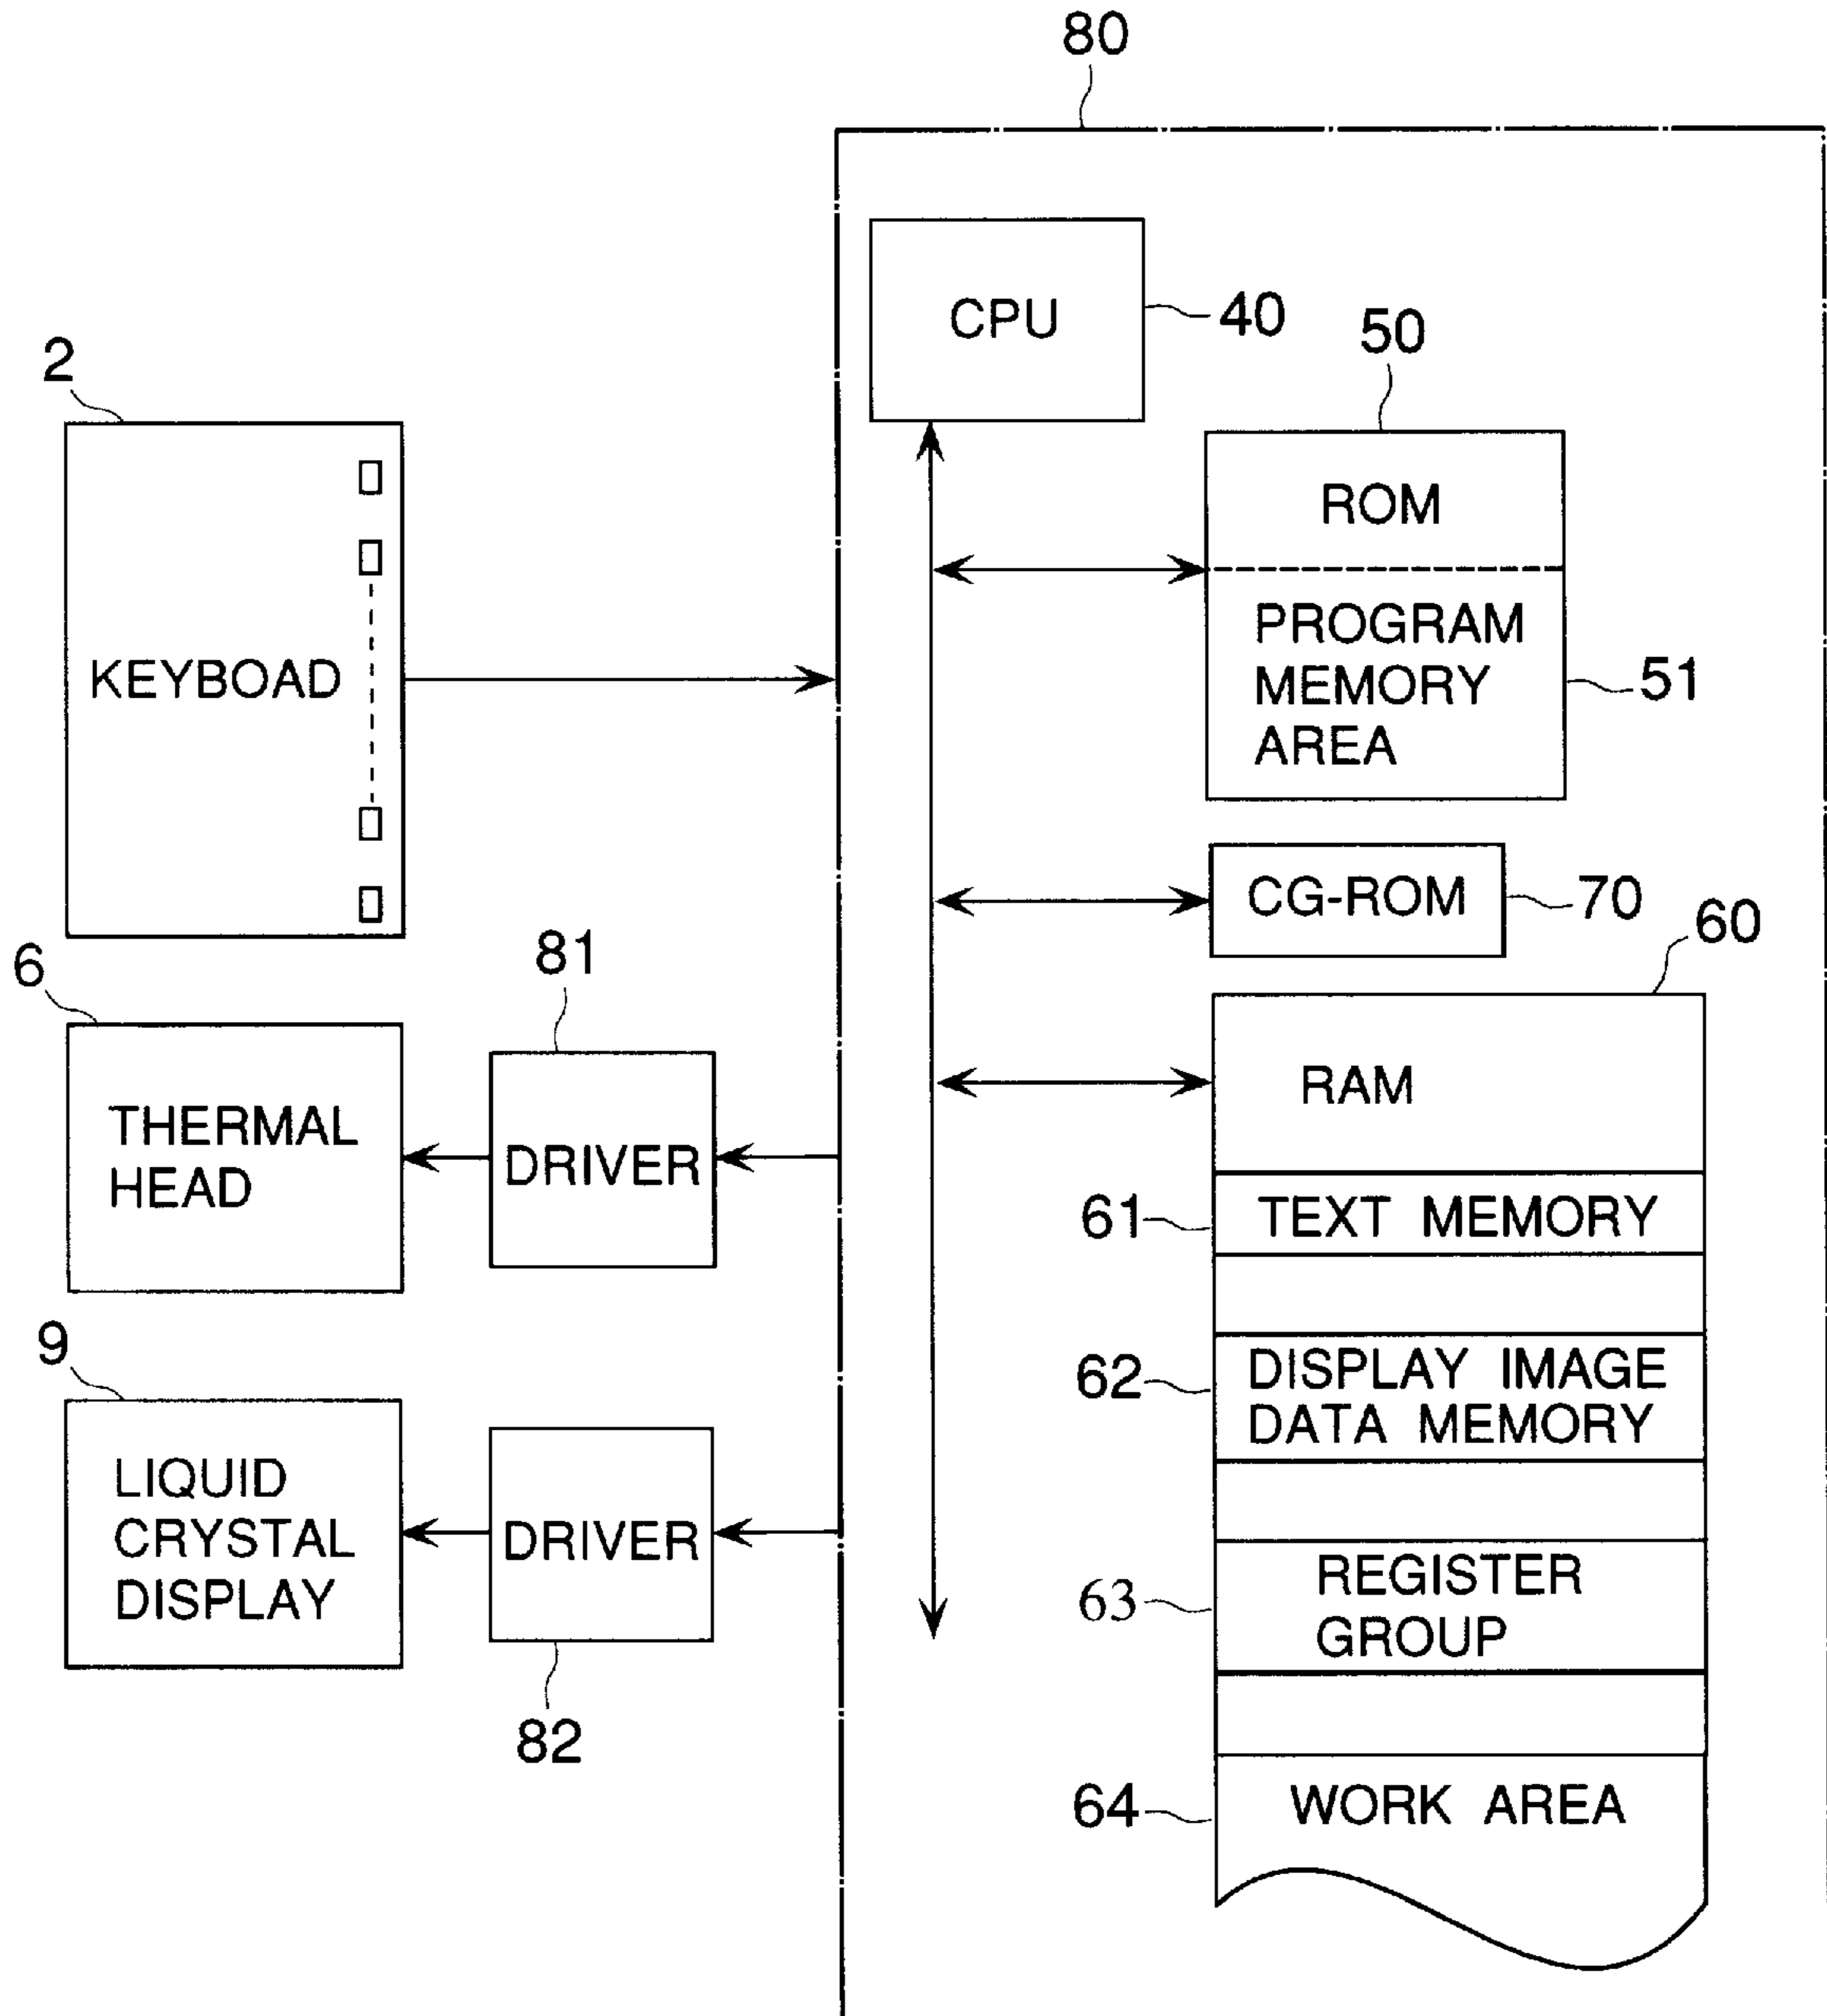 80
CPU
40
50
2
ROM
PROGRAM
MEMORY
AREA
51
KEYBOAD
CG-ROM
70
60
6
81
RAM
THERMAL
HEAD
DRIVER
61
TEXT MEMORY
9
62
DISPLAY IMAGE
DATA MEMORY
LIQUID
CRYSTAL
DISPLAY
DRIVER
63
REGISTER
GROUP
82
64
WORK AREA